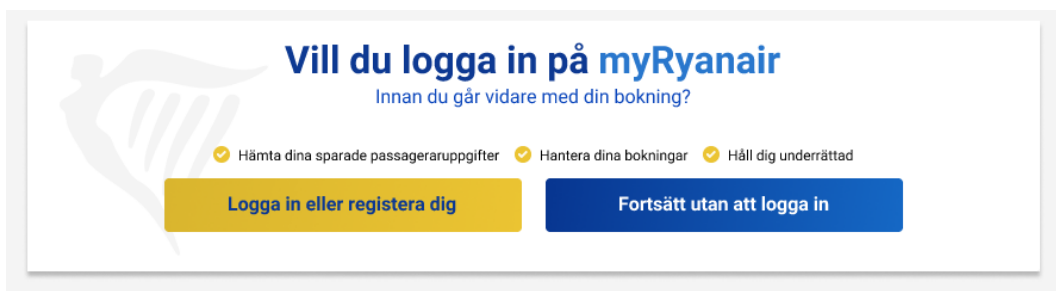 Vill du logga in på myRyanair
Innan du går vidare med din bokning?
Hämta dina sparade passageraruppgifter Hantera dina bokningar Håll dig underrättad
Logga in eller registera dig Fortsätt utan att logga in